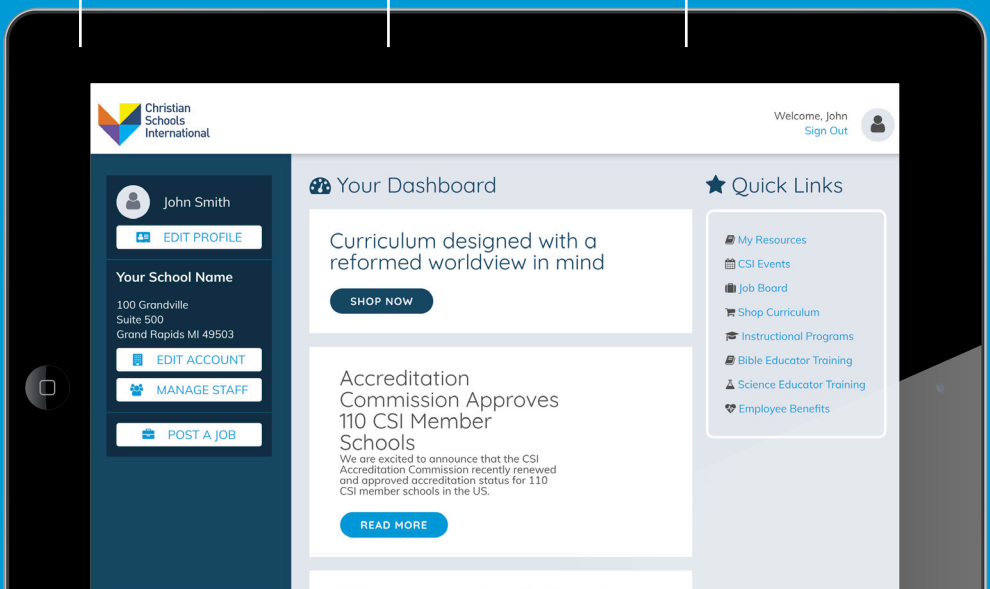 Christian
Schools
International
Welcome, John
Sign Out
John Smith
EDIT PROFILE
Your School Name
100 Grandville
Suite 500
Grand Rapids MI 49503
EDIT ACCOUNT
MANAGE STAFF
POST A JOB
Your Dashboard
Curriculum designed with a
reformed worldview in mind
SHOP NOW
Accreditation
Commission Approves
110 CSI Member
Schools
We are excited to announce that the CSI
Accreditation Commission recently renewed
and approved accreditation status for 110
CSI member schools in the US.
READ MORE
Quick Links
My Resources
CSI Events
Job Board
Shop Curriculum
Instructional Programs
Bible Educator Training
Science Educator Training
Employee Benefits